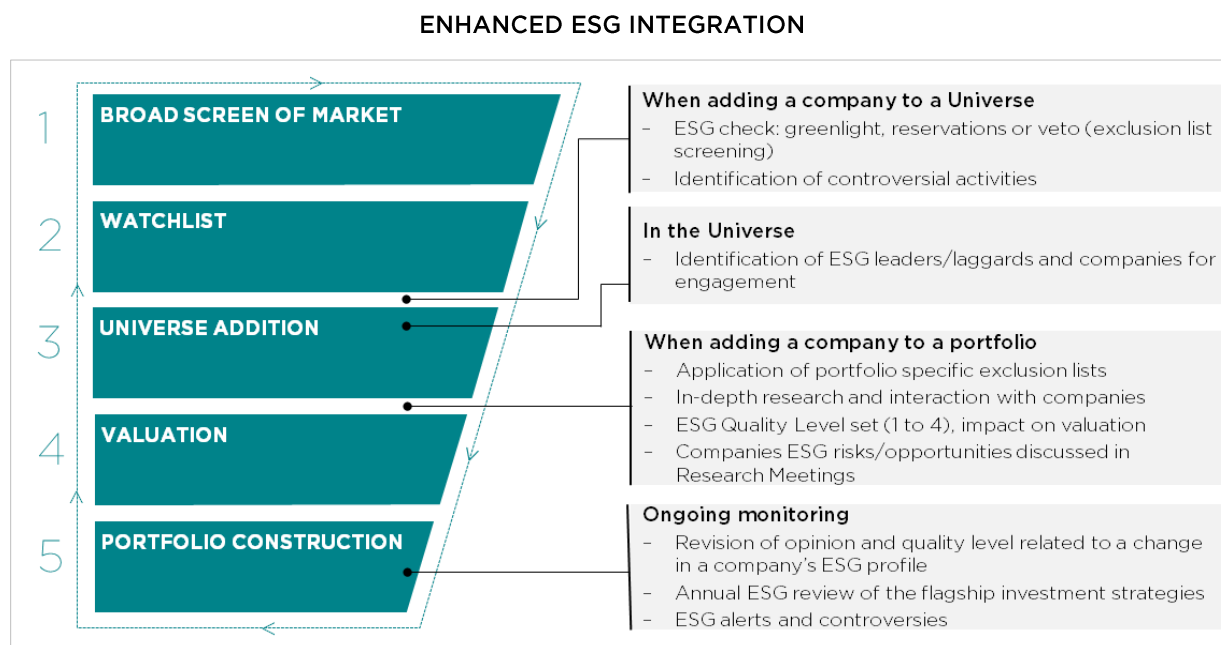 ENHANCED ESG INTEGRATION
1
BROAD SCREEN OF MARKET
2
WATCHLIST
3
UNIVERSE ADDITION
4
VALUATION
5
PORTFOLIO CONSTRUCTION
When adding a company to a Universe
– ESG check: greenlight, reservations or veto (exclusion list
screening)
– Identification of controversial activities
In the Universe
– Identification of ESG leaders/laggards and companies for
engagement
When adding a company to a portfolio
– Application of portfolio specific exclusion lists
– In-depth research and interaction with companies
– ESG Quality Level set (1 to 4), impact on valuation
– Companies ESG risks/opportunities discussed in
Research Meetings
Ongoing monitoring
– Revision of opinion and quality level related to a change
in a company's ESG profile
– Annual ESG review of the flagship investment strategies
– ESG alerts and controversies